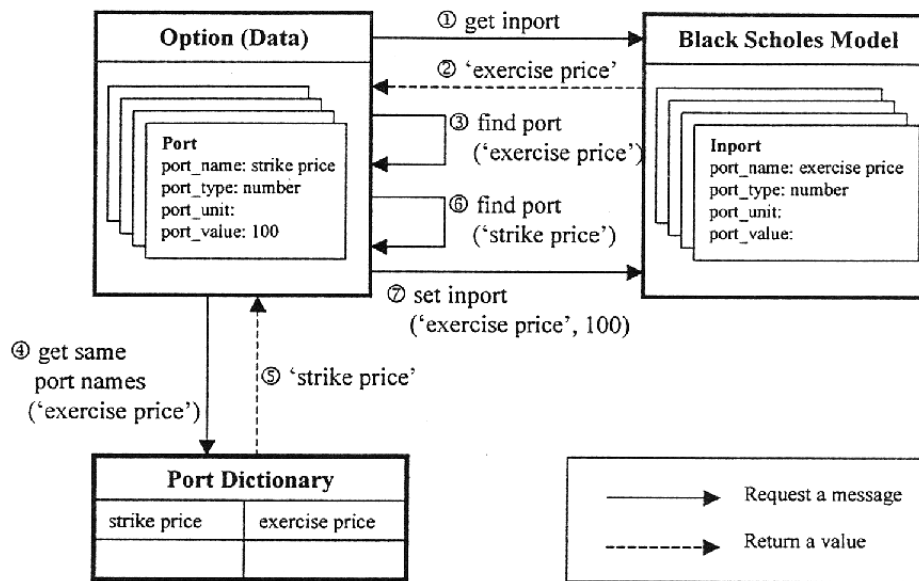 Option (Data)
① get inport
Black Scholes Model
② ‘exercise price’
③ find port
(‘exercise price’)
Port
port_name: strike price
port_type: number
port_unit:
port_value: 100
Inport
port_name: exercise price
port_type: number
port_unit:
port_value:
⑥ find port
(‘strike price’)
⑦ set inport
(‘exercise price’, 100)
④ get same
port names
(‘exercise price’)
⑤ ‘strike price’
Port Dictionary
strike price exercise price
Request a message
Return a value